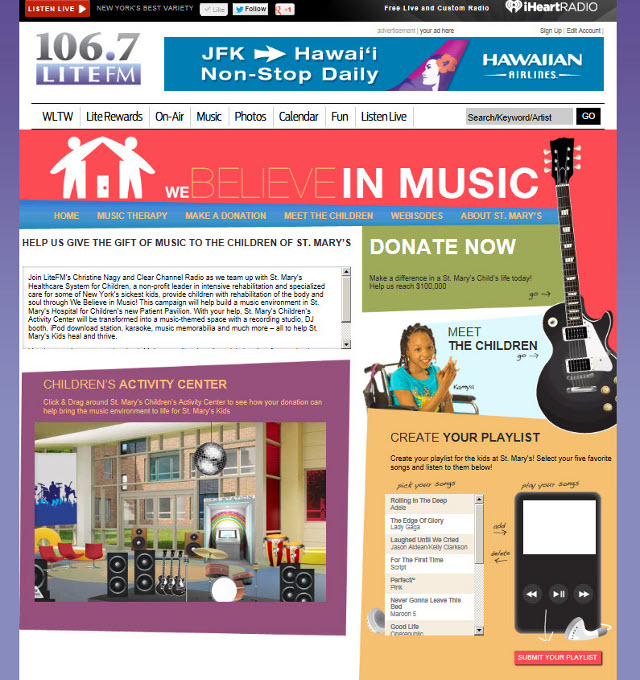 LISTEN LIVE
NEW YORK'S BEST VARIETY
Like
Follow
+1
Free Live and Custom Radio
iHeartRADIO
106.7
LITE FM
advertisement | your ad here
Sign Up | Edit Account |
JFK Hawai‘i
Non-Stop Daily
HAWAIIAN
AIRLINES.
WLTW
Lite Rewards
On-Air
Music
Photos
Calendar
Fun
Listen Live
Search/Keyword/Artist
GO
WE BELIEVE IN MUSIC
HOME
MUSIC THERAPY
MAKE A DONATION
MEET THE CHILDREN
WEBISODES
ABOUT ST. MARY'S
HELP US GIVE THE GIFT OF MUSIC TO THE CHILDREN OF ST. MARY'S
Join LiteFM's Christine Nagy and Clear Channel Radio as we team up with St. Mary's
Healthcare System for Children, a non-profit leader in intensive rehabilitation and specialized
care for some of New York's sickest kids, provide children with rehabilitation of the body and
soul through We Believe in Music! This campaign will help build a music environment in St.
Mary's Hospital for Children's new Patient Pavilion. With your help, St. Mary's Children's
Activity Center will be transformed into a music-themed space with a recording studio, DJ
booth, iPod download station, karaoke, music memorabilia and much more – all to help St.
Mary's Kids heal and thrive.
DONATE NOW
Make a difference in a St. Mary's Child's life today!
Help us reach $100,000
go
MEET
THE CHILDREN
go
CHILDREN'S ACTIVITY CENTER
Click & Drag around St. Mary's Children's Activity Center to see how your donation can
help bring the music environment to life for St. Mary's Kids
CREATE YOUR PLAYLIST
Create your playlist for the kids at St. Mary's! Select your five favorite
songs and listen to them below!
pick your songs
play your songs
Rolling In The Deep
Adele
The Edge Of Glory
Lady Gaga
Laughed Until We Cried
Jason Aldean/Kelly Clarkson
For The First Time
Script
Perfect™
Pink
Never Gonna Leave This
Bed
Maroon 5
Good Life
Onerepublic
add
delete
SUBMIT YOUR PLAYLIST